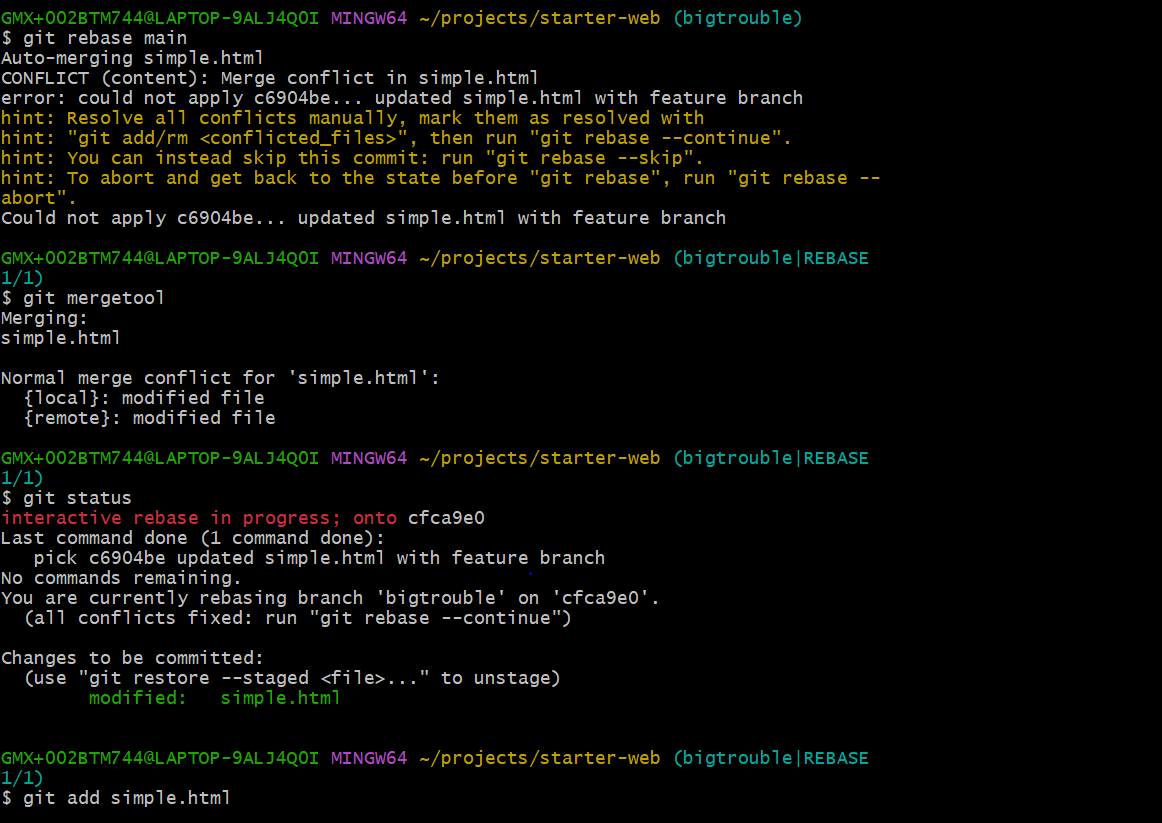 GMX+002BTM744@LAPTOP-9ALJ4Q0I MINGW64 ~/projects/starter-web (bigtrouble)
$ git rebase main
Auto-merging simple.html
CONFLICT (content): Merge conflict in simple.html
error: could not apply c6904be... updated simple.html with feature branch
hint: Resolve all conflicts manually, mark them as resolved with
hint: "git add/rm <conflicted_files>", then run "git rebase --continue".
hint: You can instead skip this commit: run "git rebase --skip".
hint: To abort and get back to the state before "git rebase", run "git rebase --
abort".
Could not apply c6904be... updated simple.html with feature branch

GMX+002BTM744@LAPTOP-9ALJ4Q0I MINGW64 ~/projects/starter-web (bigtrouble|REBASE
1/1)
$ git mergetool
Merging:
simple.html

Normal merge conflict for 'simple.html':
  {local}: modified file
  {remote}: modified file

GMX+002BTM744@LAPTOP-9ALJ4Q0I MINGW64 ~/projects/starter-web (bigtrouble|REBASE
1/1)
$ git status
interactive rebase in progress; onto cfca9e0
Last command done (1 command done):
   pick c6904be updated simple.html with feature branch
No commands remaining.
You are currently rebasing branch 'bigtrouble' on 'cfca9e0'.
  (all conflicts fixed: run "git rebase --continue")

Changes to be committed:
  (use "git restore --staged <file>..." to unstage)
        modified:   simple.html


GMX+002BTM744@LAPTOP-9ALJ4Q0I MINGW64 ~/projects/starter-web (bigtrouble|REBASE
1/1)
$ git add simple.html